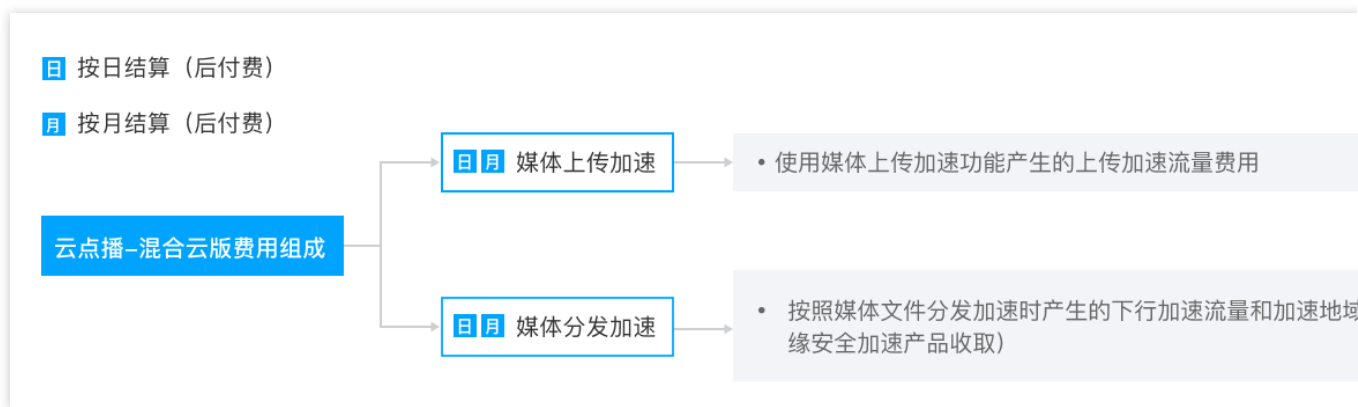 日 按日结算（后付费）
月 按月结算（后付费）
日 月 媒体上传加速
• 使用媒体上传加速功能产生的上传加速流量费用
云点播–混合云版费用组成
日 月 媒体分发加速
• 按照媒体文件分发加速时产生的下行加速流量和加速地域
缘安全加速产品收取）